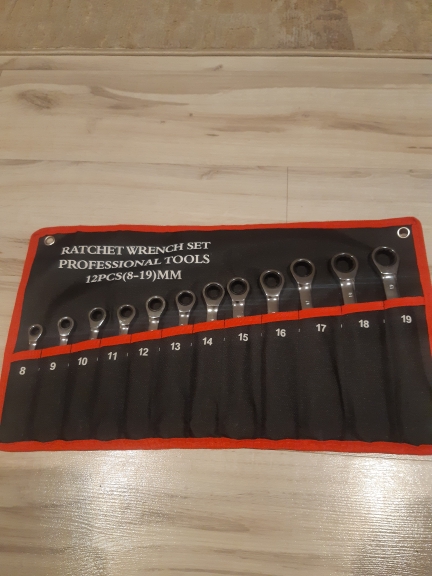 RATCHET WRENCH SET
PROFESSIONAL TOOLS
12PCS(8-19)MM
8 9 10 11 12 13 14 15 16 17 18 19